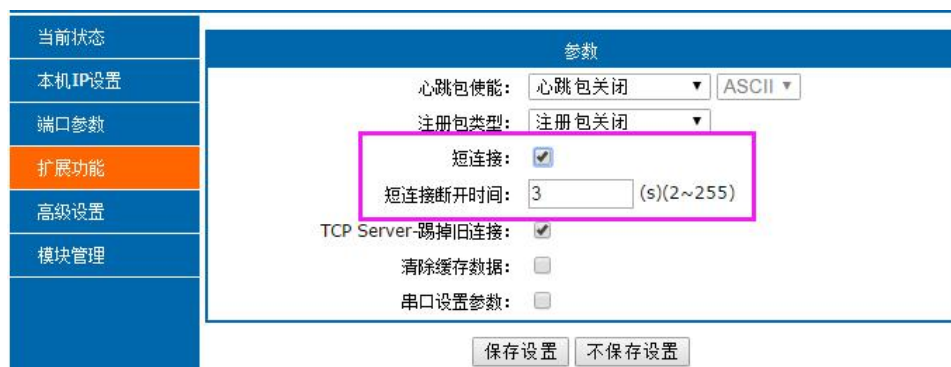 当前状态
本机IP设置
端口参数
扩展功能
高级设置
模块管理
参数
心跳包使能： 心跳包关闭 ASCII
注册包类型： 注册包关闭
短连接：
短连接断开时间： 3 (s)(2~255)
TCP Server-踢掉旧连接：
清除缓存数据：
串口设置参数：
保存设置 不保存设置